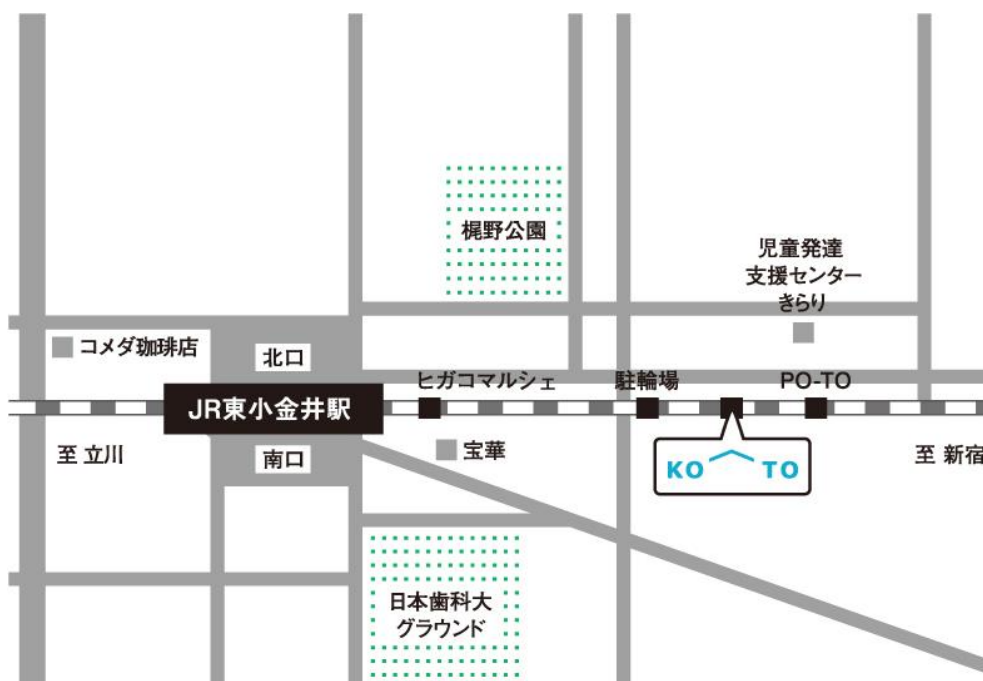 梶野公園
児童発達
支援センター
きらり
コメダ珈琲店
北口
ヒガコマルシェ
駐輪場
PO-TO
JR東小金井駅
至 立川
南口
宝華
KO TO
至 新宿
日本歯科大
グラウンド